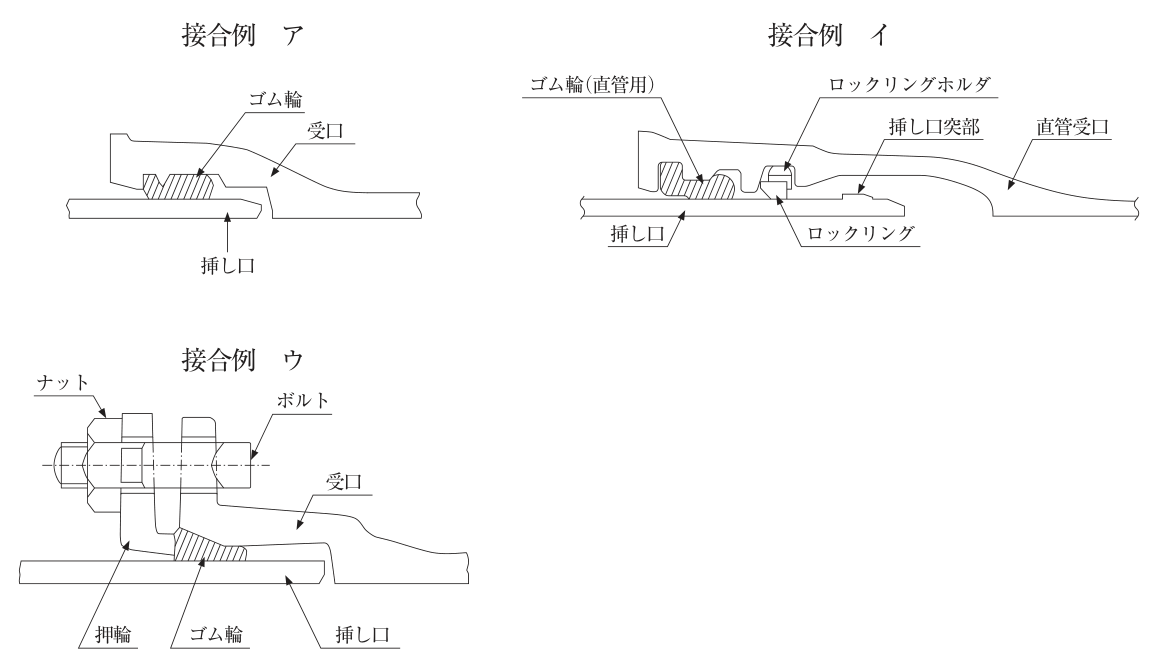 接合例　ア
ゴム輪
受口
挿し口
接合例　イ
ゴム輪(直管用)
ロックリングホルダ
挿し口突部
直管受口
挿し口
ロックリング
接合例　ウ
ナット
ボルト
受口
押輪
ゴム輪
挿し口